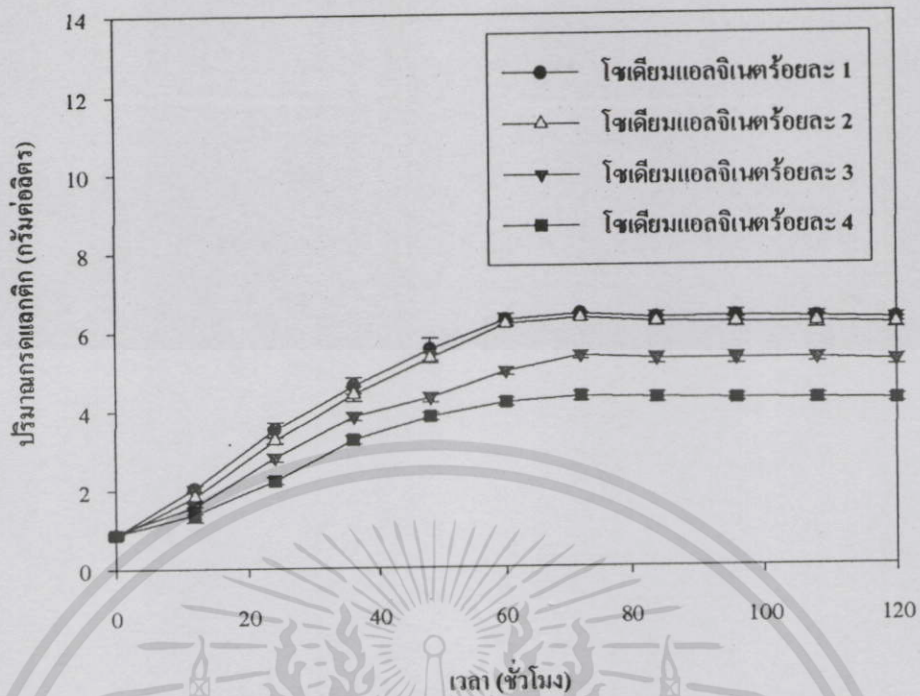 14
12
10
8
6
4
2
0
ปริมาณกรดแลกติก (กรัมต่อลิตร)
โซเดียมแอลจิเนตร้อยละ 1
โซเดียมแอลจิเนตร้อยละ 2
โซเดียมแอลจิเนตร้อยละ 3
โซเดียมแอลจิเนตร้อยละ 4
0 20 40 60 80 100 120
เวลา (ชั่วโมง)